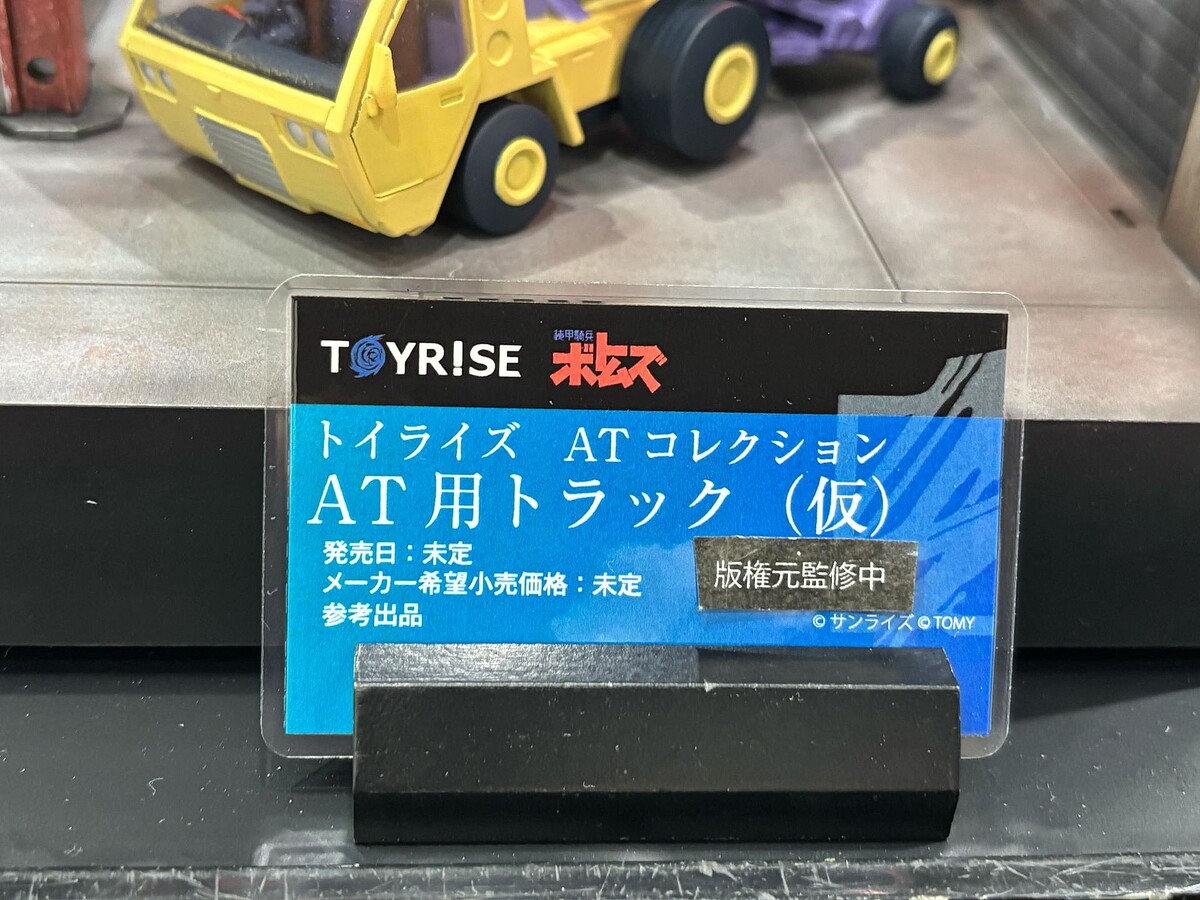 TOYR!SE
装甲騎兵
ボトムズ
トイライズ ATコレクション
AT用トラック（仮）
発売日：未定
メーカー希望小売価格：未定
参考出品
版権元監修中
©サンライズ©TOMY